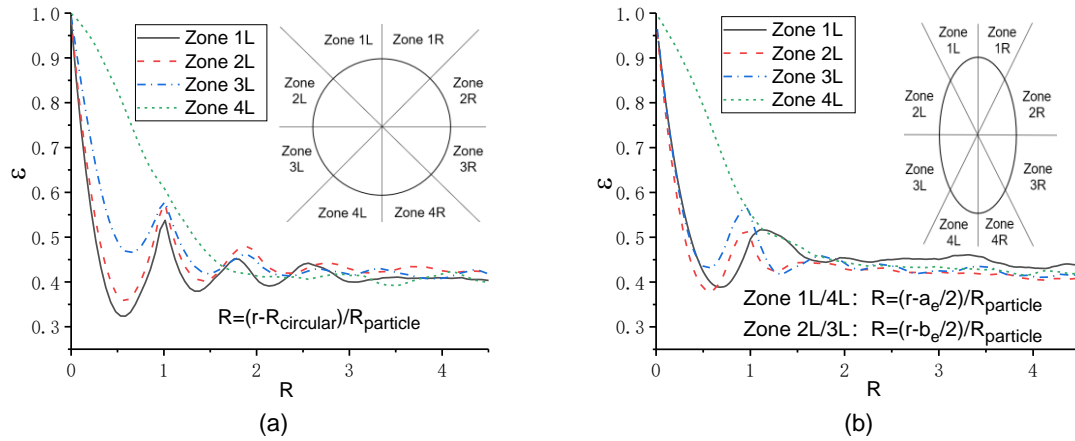 1.0
0.9
0.8
0.7
0.6
0.5
0.4
0.3
ε
0 1 2 3 4
R
Zone 1L
Zone 2L
Zone 3L
Zone 4L
Zone 1L Zone 1R
Zone 2L
Zone 2R
Zone 3L
Zone 3R
Zone 4L Zone 4R
R=(r-Rcircular)/Rparticle
(a)
1.0
0.9
0.8
0.7
0.6
0.5
0.4
0.3
ε
0 1 2 3 4
R
Zone 1L
Zone 2L
Zone 3L
Zone 4L
Zone 1L
Zone 1R
Zone 2L
Zone 2R
Zone 3L
Zone 3R
Zone 4L
Zone 4R
Zone 1L/4L: R=(r-ae/2)/Rparticle
Zone 2L/3L: R=(r-be/2)/Rparticle
(b)